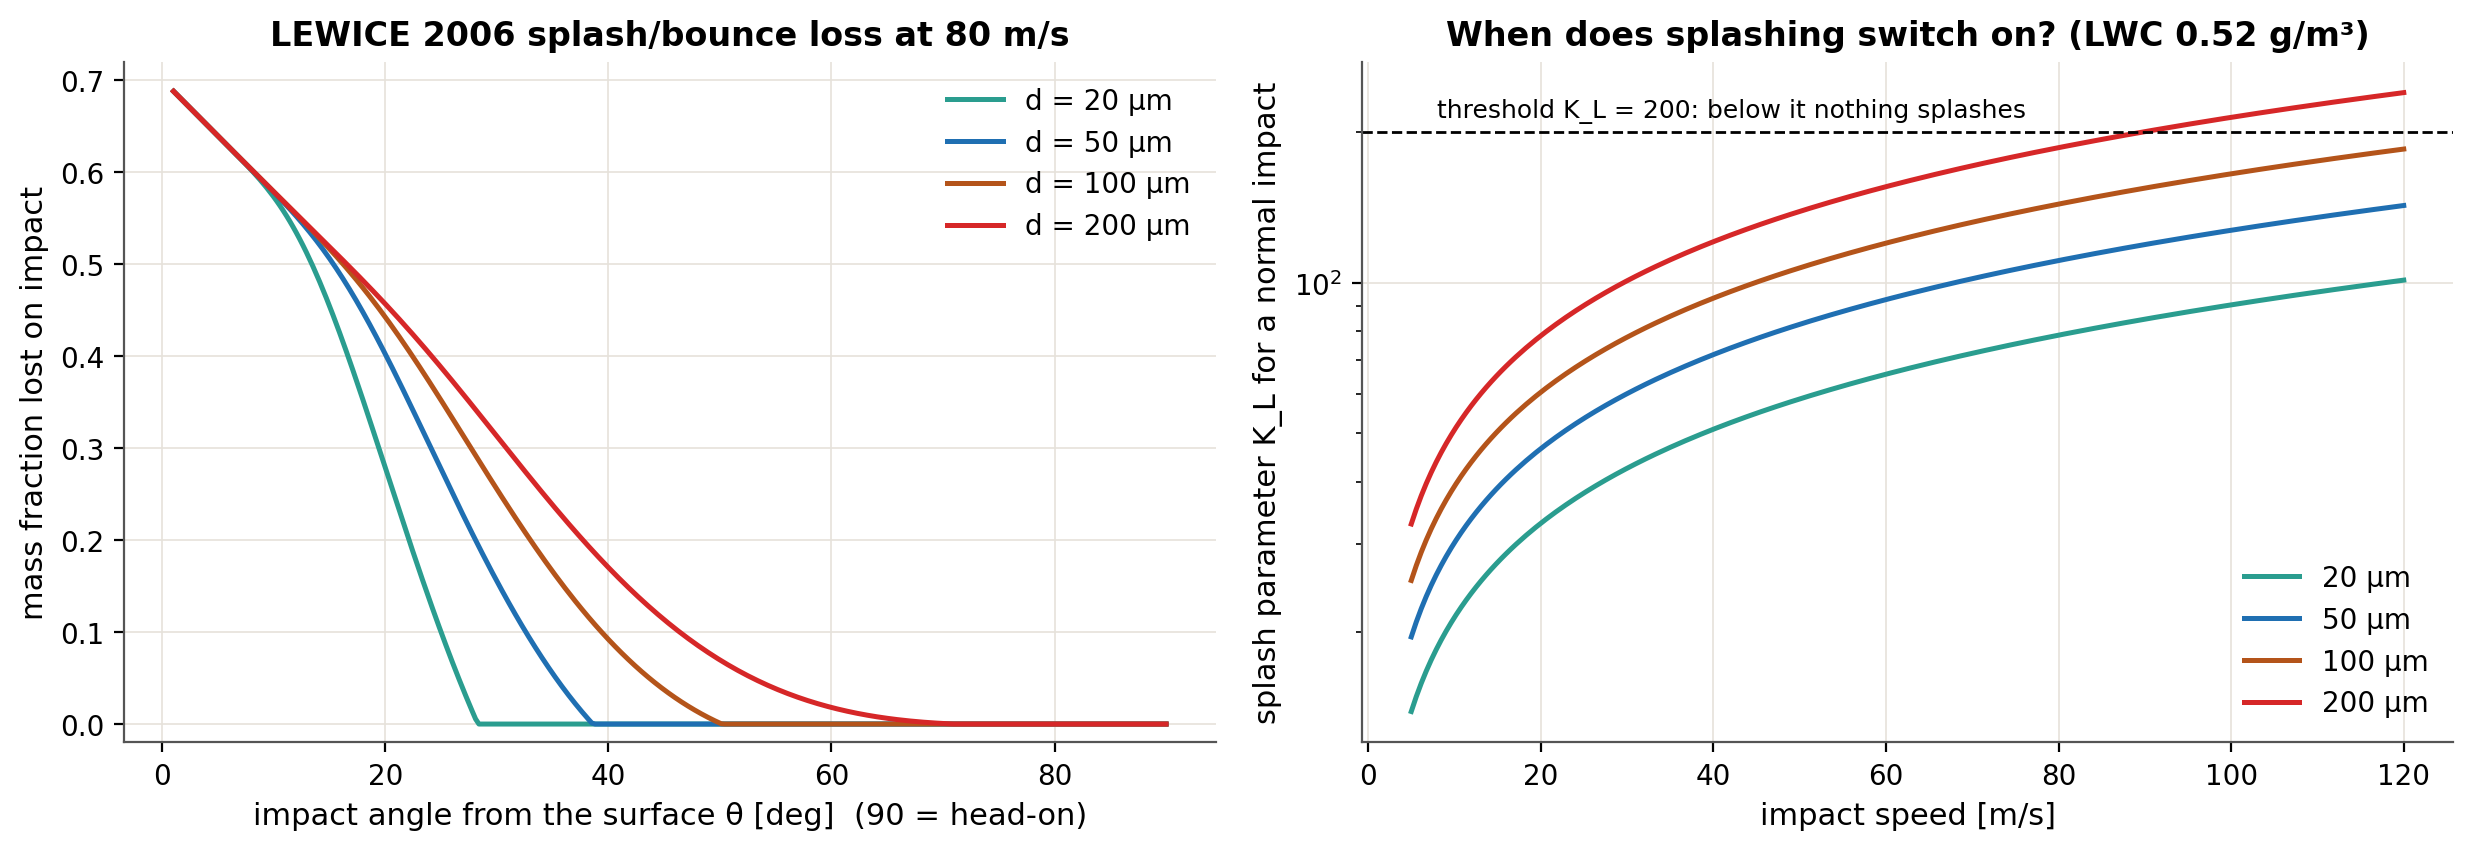 LEWICE 2006 splash/bounce loss at 80 m/s
mass fraction lost on impact
0.7
0.6
0.5
0.4
0.3
0.2
0.1
0.0
d = 20 µm
d = 50 µm
d = 100 µm
d = 200 µm
0 20 40 60 80
impact angle from the surface θ [deg]  (90 = head-on)
When does splashing switch on? (LWC 0.52 g/m³)
splash parameter K_L for a normal impact
threshold K_L = 200: below it nothing splashes
10²
20 µm
50 µm
100 µm
200 µm
0 20 40 60 80 100 120
impact speed [m/s]